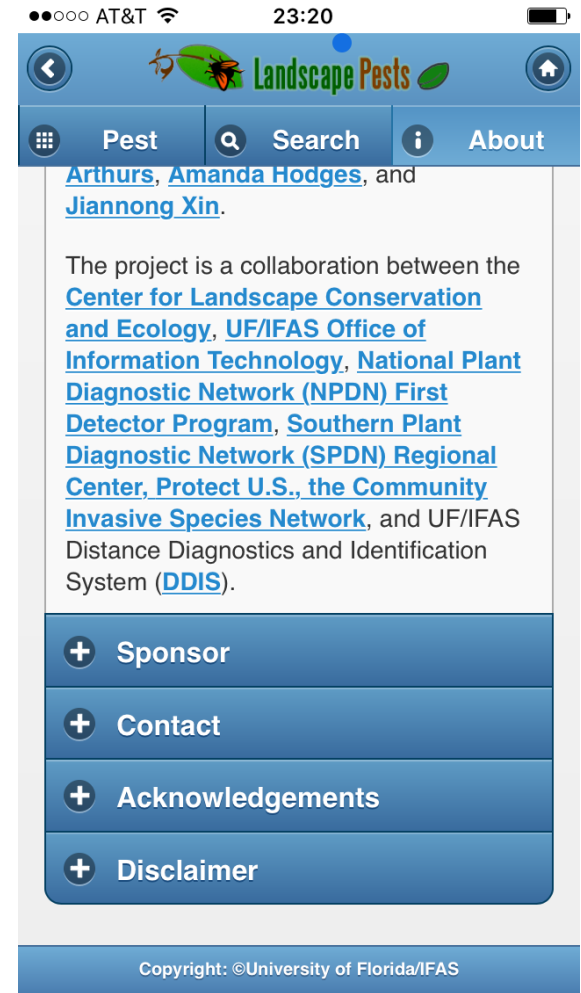 AT&T 23:20
Landscape Pests
Pest Search About
Arthurs, Amanda Hodges, and
Jiannong Xin.
The project is a collaboration between the
Center for Landscape Conservation
and Ecology, UF/IFAS Office of
Information Technology, National Plant
Diagnostic Network (NPDN) First
Detector Program, Southern Plant
Diagnostic Network (SPDN) Regional
Center, Protect U.S., the Community
Invasive Species Network, and UF/IFAS
Distance Diagnostics and Identification
System (DDIS).
Sponsor
Contact
Acknowledgements
Disclaimer
Copyright: ©University of Florida/IFAS